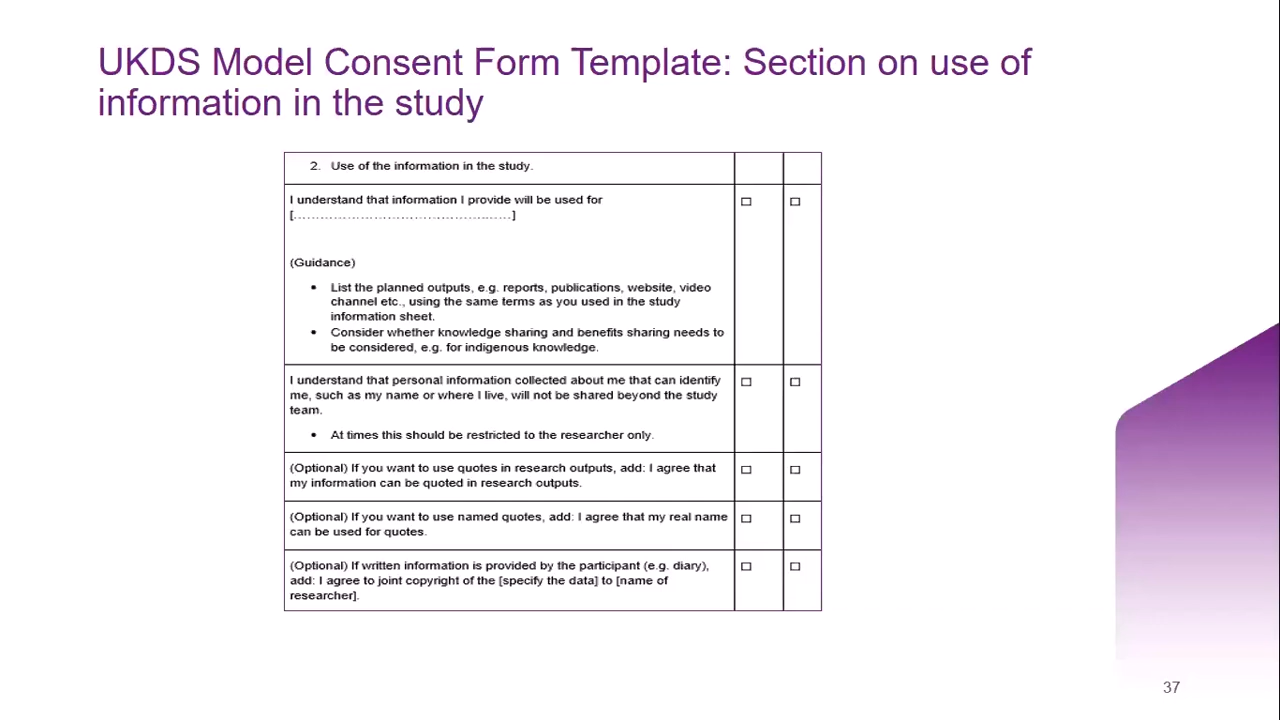 UKDS Model Consent Form Template: Section on use of
information in the study
2. Use of the information in the study.
I understand that information I provide will be used for
[……………………………………………]
(Guidance)
• List the planned outputs, e.g. reports, publications, website, video
channel etc., using the same terms as you used in the study
information sheet.
• Consider whether knowledge sharing and benefits sharing needs to
be considered, e.g. for indigenous knowledge.
I understand that personal information collected about me that can identify
me, such as my name or where I live, will not be shared beyond the study
team.
• At times this should be restricted to the researcher only.
(Optional) If you want to use quotes in research outputs, add: I agree that
my information can be quoted in research outputs.
(Optional) If you want to use named quotes, add: I agree that my real name
can be used for quotes.
(Optional) If written information is provided by the participant (e.g. diary),
add: I agree to joint copyright of the [specify the data] to [name of
researcher].
37